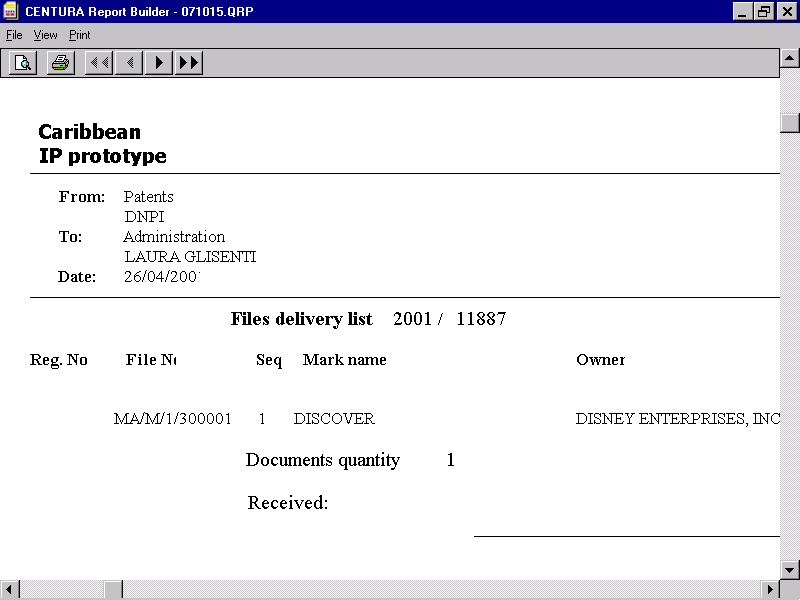 CENTURA Report Builder - 071015.QRP
File View Print
Caribbean
IP prototype
From: Patents
DNPI
To: Administration
LAURA GLISENTI
Date: 26/04/200
Files delivery list 2001 / 11887
Reg. No File No Seq Mark name Owner
MA/M/1/300001 1 DISCOVER DISNEY ENTERPRISES, INC
Documents quantity 1
Received: